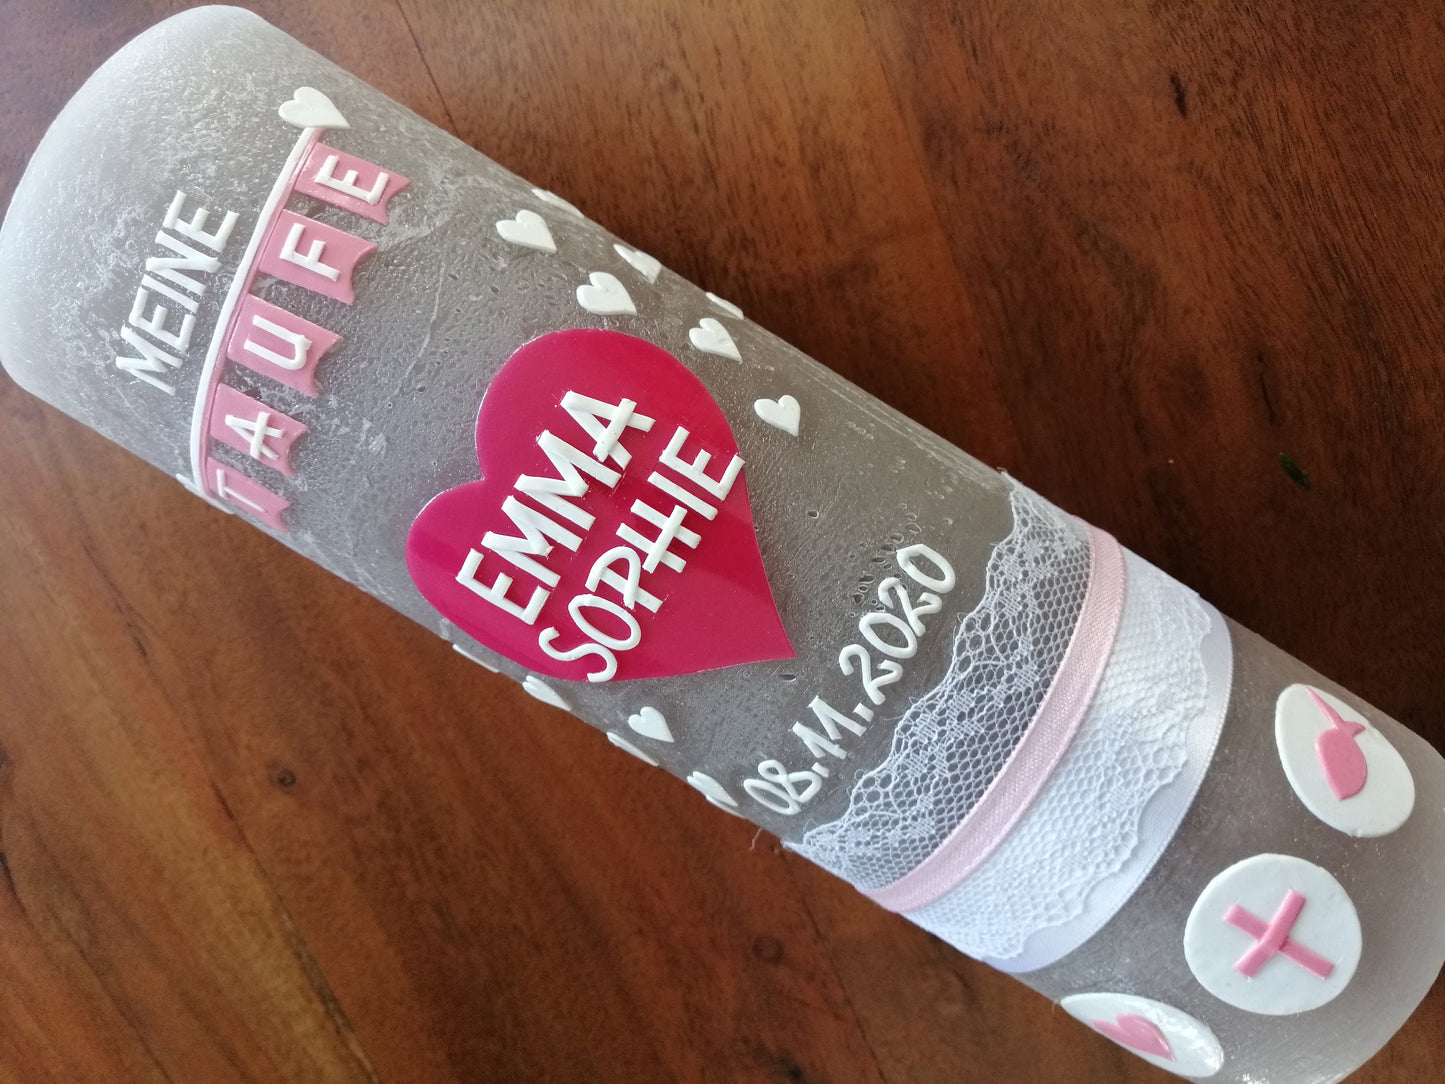 MEINE
TAUFE
EMMA
SOPHIE
08.11.2020